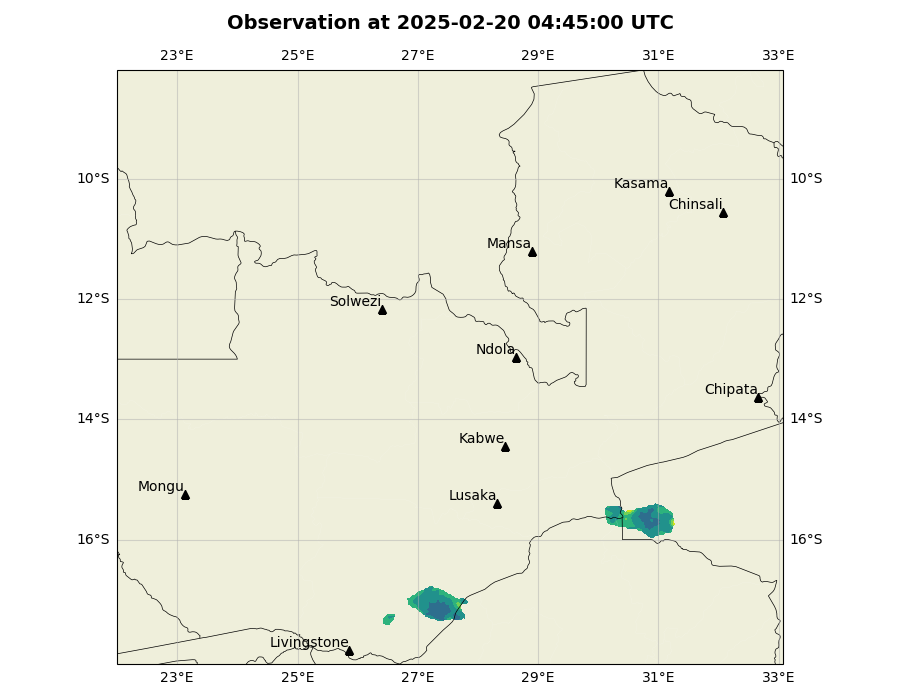 Observation at 2025-02-20 04:45:00 UTC
23°E 25°E 27°E 29°E 31°E 33°E
10°S 10°S
Kasama
Chinsali
Mansa
12°S 12°S
Solwezi
Ndola
Chipata
14°S 14°S
Kabwe
Mongu
Lusaka
16°S 16°S
Livingstone
23°E 25°E 27°E 29°E 31°E 33°E